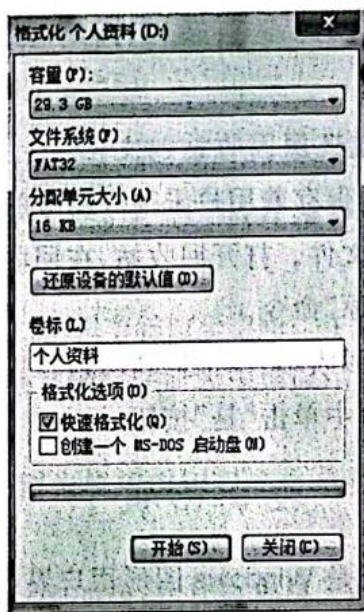 格式化 个人资料 (D:)
容量(P):
29.3 GB
文件系统(F)
FAT32
分配单元大小(A)
16 KB
还原设备的默认值(D)
卷标(L)
个人资料
格式化选项(O)
快速格式化(Q)
创建一个 MS-DOS 启动盘(M)
开始(S)
关闭(C)